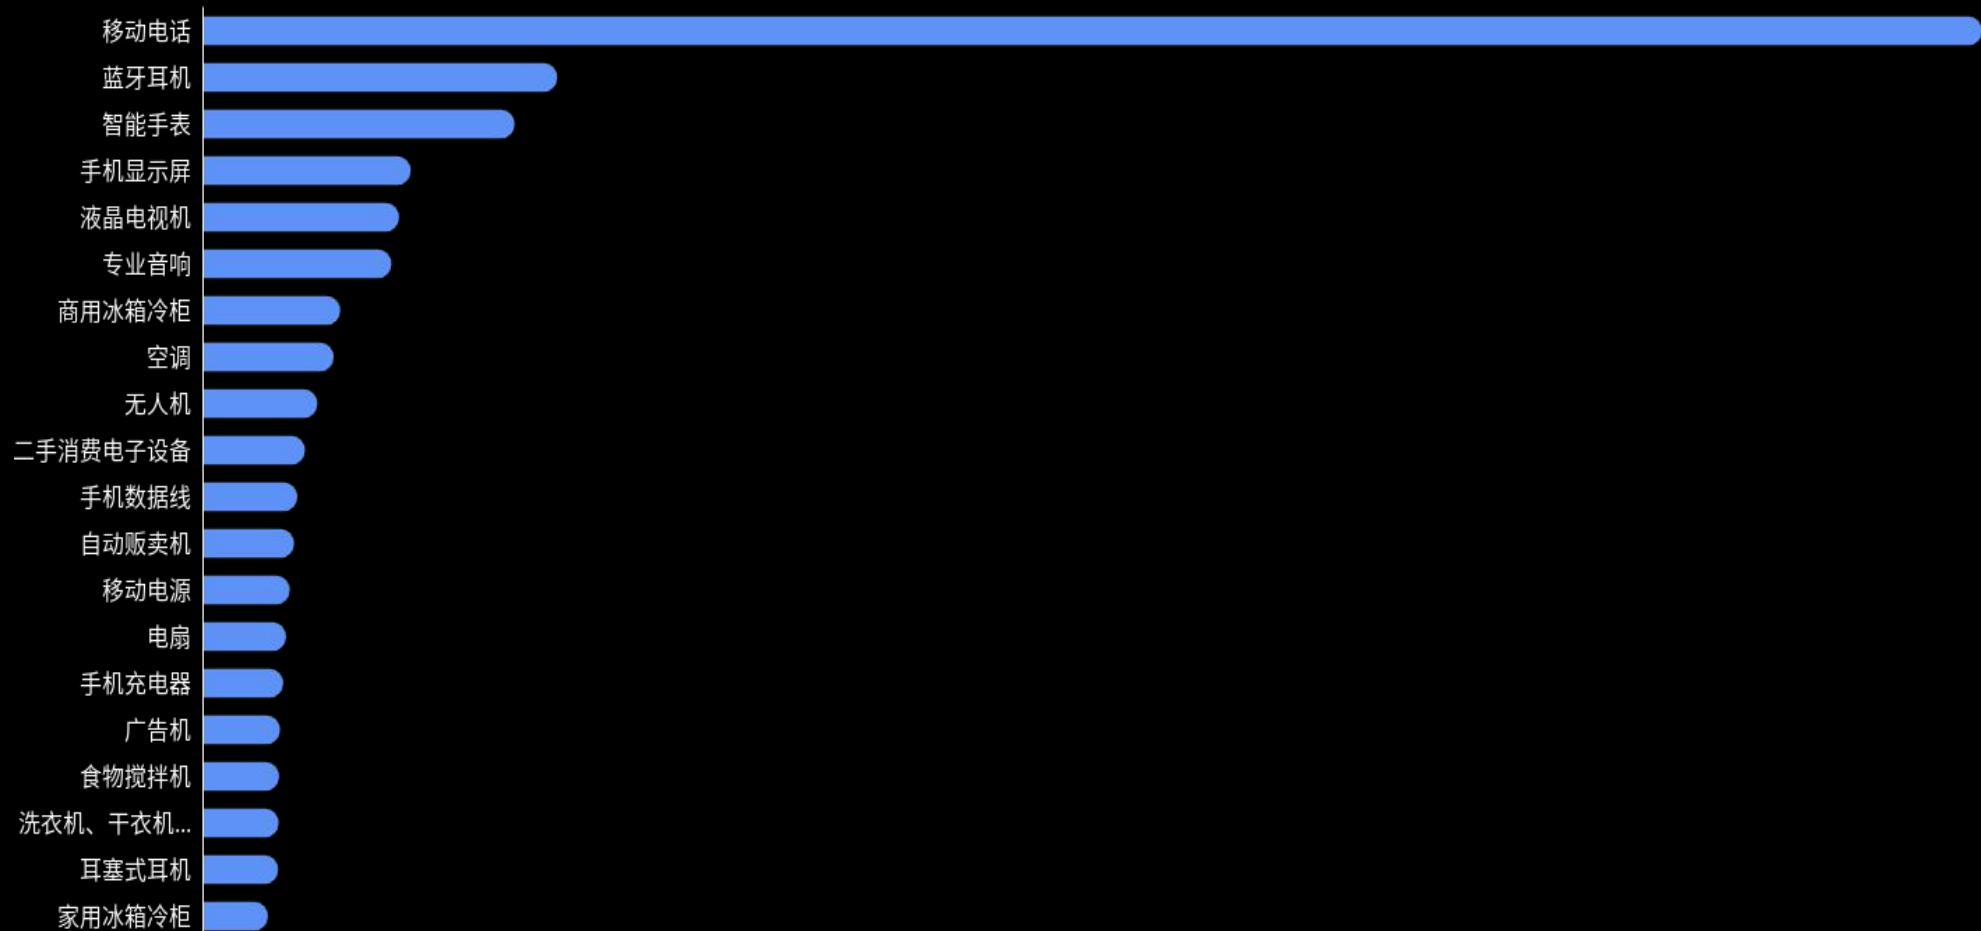 移动电话
蓝牙耳机
智能手表
手机显示屏
液晶电视机
专业音响
商用冰箱冷柜
空调
无人机
二手消费电子设备
手机数据线
自动贩卖机
移动电源
电扇
手机充电器
广告机
食物搅拌机
洗衣机、干衣机...
耳塞式耳机
家用冰箱冷柜